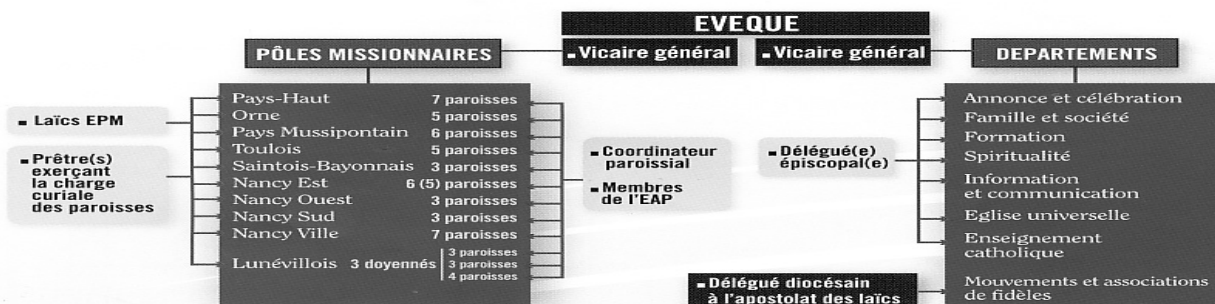 EVEQUE
PÔLES MISSIONNAIRES
▪ Vicaire général
▪ Vicaire général
DEPARTEMENTS
▪ Laïcs EPM
▪ Prêtre(s)
exerçant
la charge
curiale
des paroisses
Pays-Haut 7 paroisses
Orne 5 paroisses
Pays Mussipontain 6 paroisses
Toulois 5 paroisses
Saintois-Bayonnais 3 paroisses
Nancy Est 6 (5) paroisses
Nancy Ouest 3 paroisses
Nancy Sud 3 paroisses
Nancy Ville 7 paroisses
Lunévillois 3 doyennés
3 paroisses
3 paroisses
4 paroisses
▪ Coordinateur
paroissial
▪ Membres
de l'EAP
▪ Délégué(e)
épiscopal(e)
Annonce et célébration
Famille et société
Formation
Spiritualité
Information
et communication
Eglise universelle
Enseignement
catholique
▪ Délégué diocésain
à l'apostolat des laïcs
Mouvements et associations
de fidèles